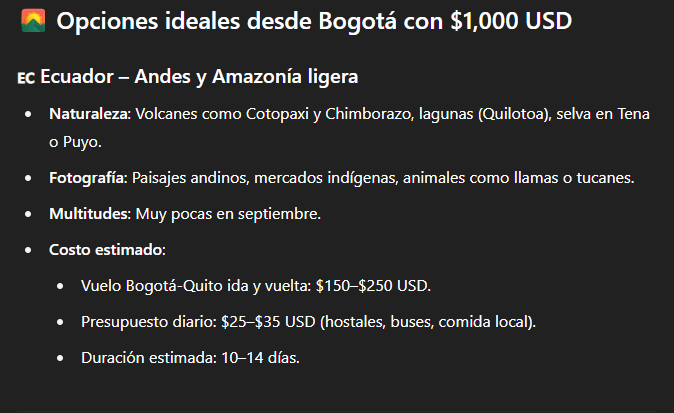 Opciones ideales desde Bogotá con $1,000 USD
EC Ecuador – Andes y Amazonía ligera
• Naturaleza: Volcanes como Cotopaxi y Chimborazo, lagunas (Quilotoa), selva en Tena
o Puyo.
• Fotografía: Paisajes andinos, mercados indígenas, animales como llamas o tucanes.
• Multitudes: Muy pocas en septiembre.
• Costo estimado:
• Vuelo Bogotá-Quito ida y vuelta: $150–$250 USD.
• Presupuesto diario: $25–$35 USD (hostales, buses, comida local).
• Duración estimada: 10–14 días.